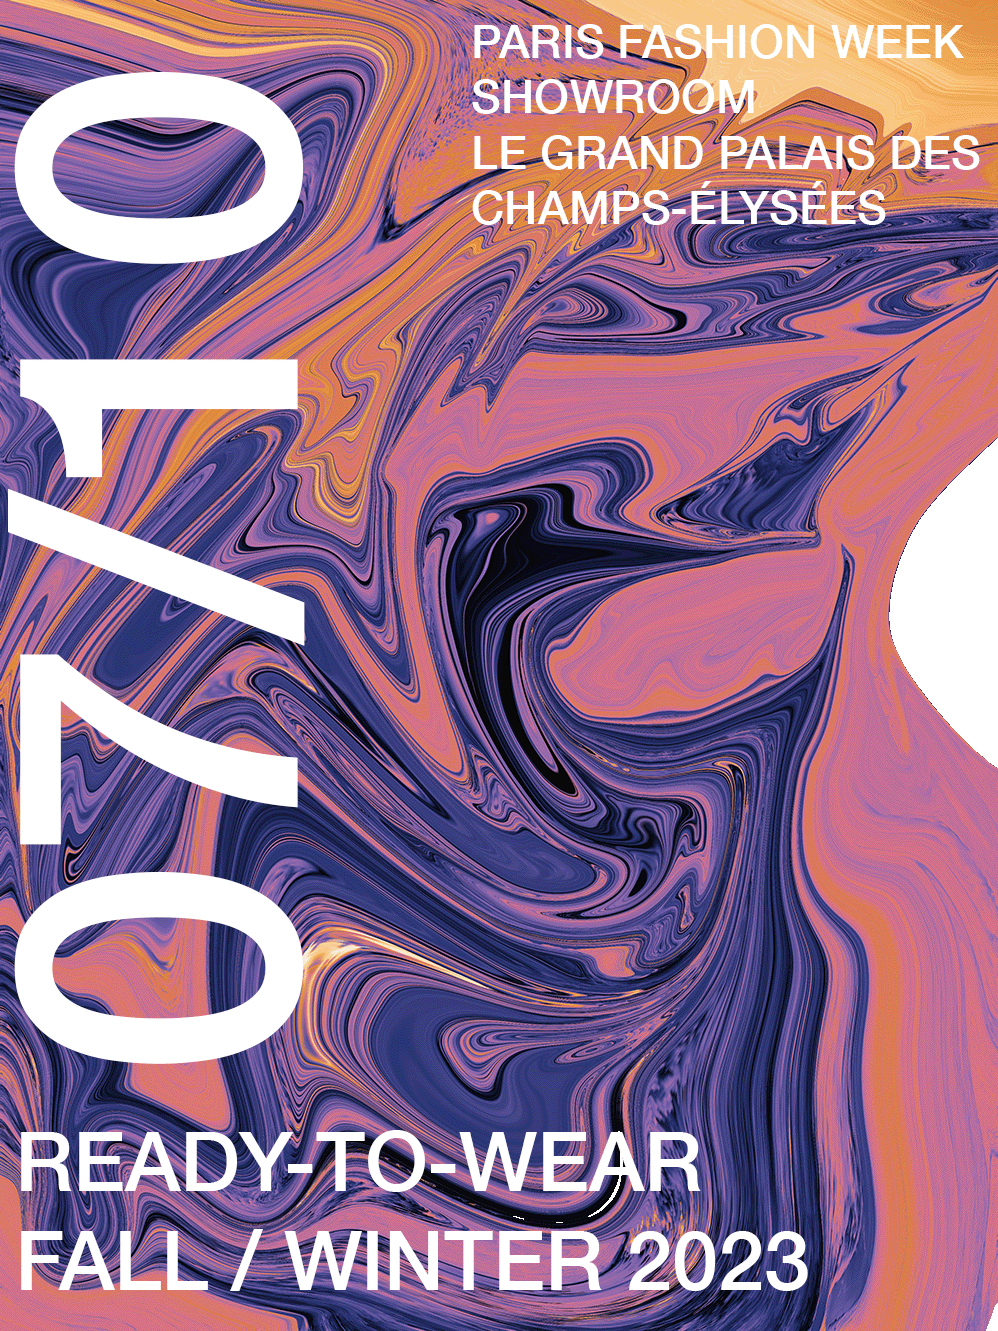 PARIS FASHION WEEK
SHOWROOM
LE GRAND PALAIS DES
CHAMPS-ÉLYSÉES
07/10
READY-TO-WEAR
FALL / WINTER 2023